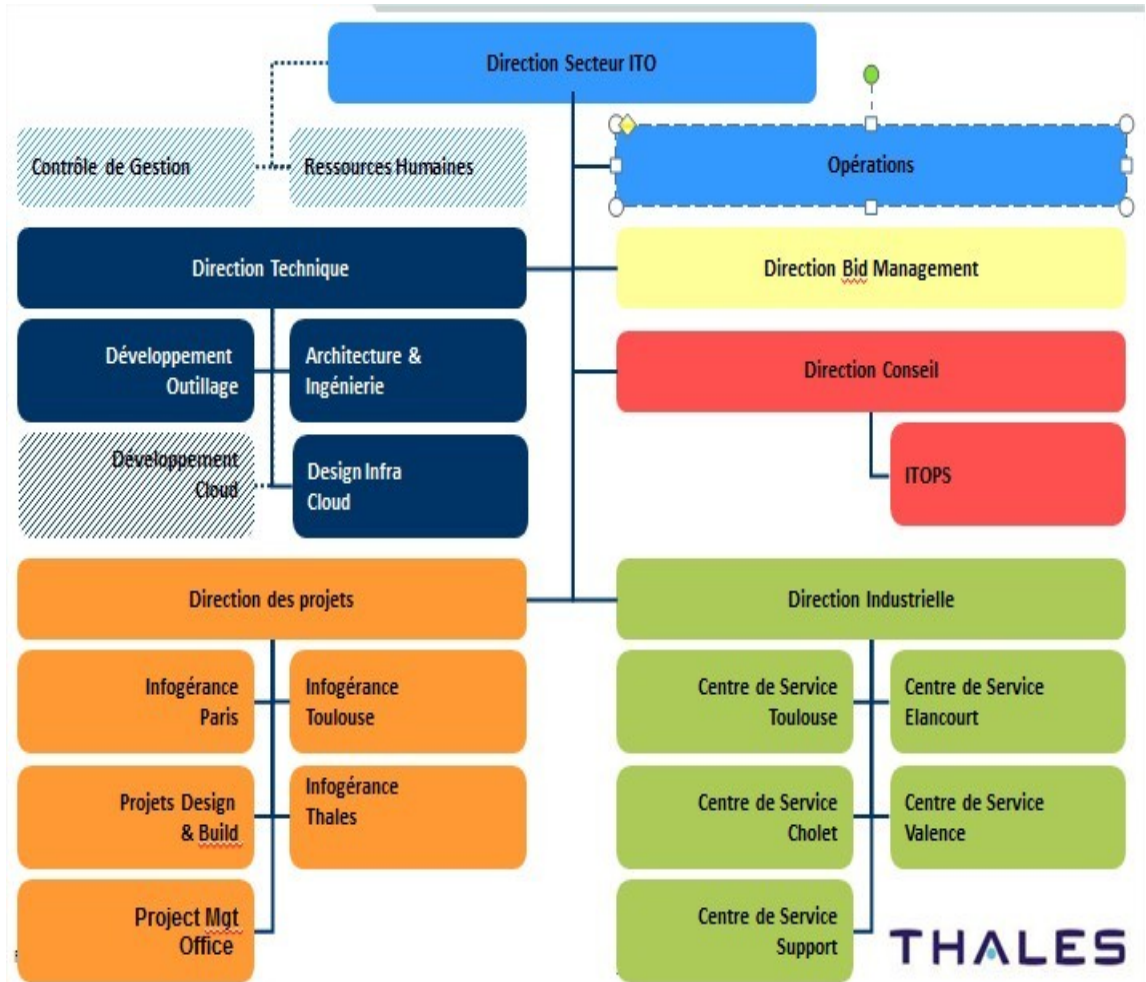 Direction Secteur ITO
Contrôle de Gestion
Ressources Humaines
Opérations
Direction Technique
Direction Bid Management
Développement
Outillage
Architecture &
Ingénierie
Direction Conseil
Développement
Cloud
Design Infra
Cloud
ITOPS
Direction des projets
Direction Industrielle
Infogérance
Paris
Infogérance
Toulouse
Centre de Service
Toulouse
Centre de Service
Elancourt
Projets Design
& Build
Infogérance
Thales
Centre de Service
Cholet
Centre de Service
Valence
Project Mgt
Office
Centre de Service
Support
THALES